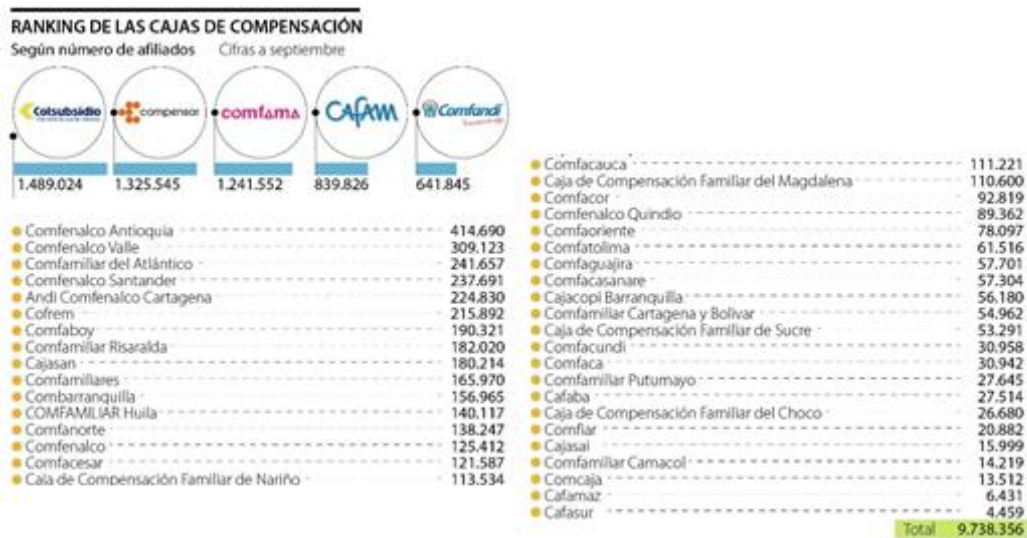 RANKING DE LAS CAJAS DE COMPENSACIÓN
Según número de afiliados Cifras a septiembre
Colsubsidio compensar comfama CAFAM Comfandi
1.489.024 1.325.545 1.241.552 839.826 641.845
Comfenalco Antioquia 414.690
Comfenalco Valle 309.123
Comfamiliar del Atlántico 241.657
Comfenalco Santander 237.691
Andi Comfenalco Cartagena 224.830
Cofrem 215.892
Comfaboy 190.321
Comfamiliar Risaralda 182.020
Cajasan 180.214
Comfamiliares 165.970
Combarranquilla 156.965
COMFAMILIAR Huila 140.117
Comfanorte 138.247
Comfenalco 125.412
Comfacesar 121.587
Caja de Compensación Familiar de Nariño 113.534
Comfacauca 111.221
Caja de Compensación Familiar del Magdalena 110.600
Comfacor 92.819
Comfenalco Quindio 89.362
Comfaoriente 78.097
Comfatolima 61.516
Comfaguajira 57.701
Comfacasanare 57.304
Cajacopi Barranquilla 56.180
Comfamiliar Cartagena y Bolivar 54.962
Caja de Compensación Familiar de Sucre 53.291
Comfacundi 30.958
Comfaca 30.942
Comfamiliar Putumayo 27.645
Cafaba 27.514
Caja de Compensación Familiar del Choco 26.680
Comfiar 20.882
Cajasai 15.999
Comfamiliar Camacol 14.219
Comcaja 13.512
Cafamaz 6.431
Cafasur 4.459
Total 9.738.356